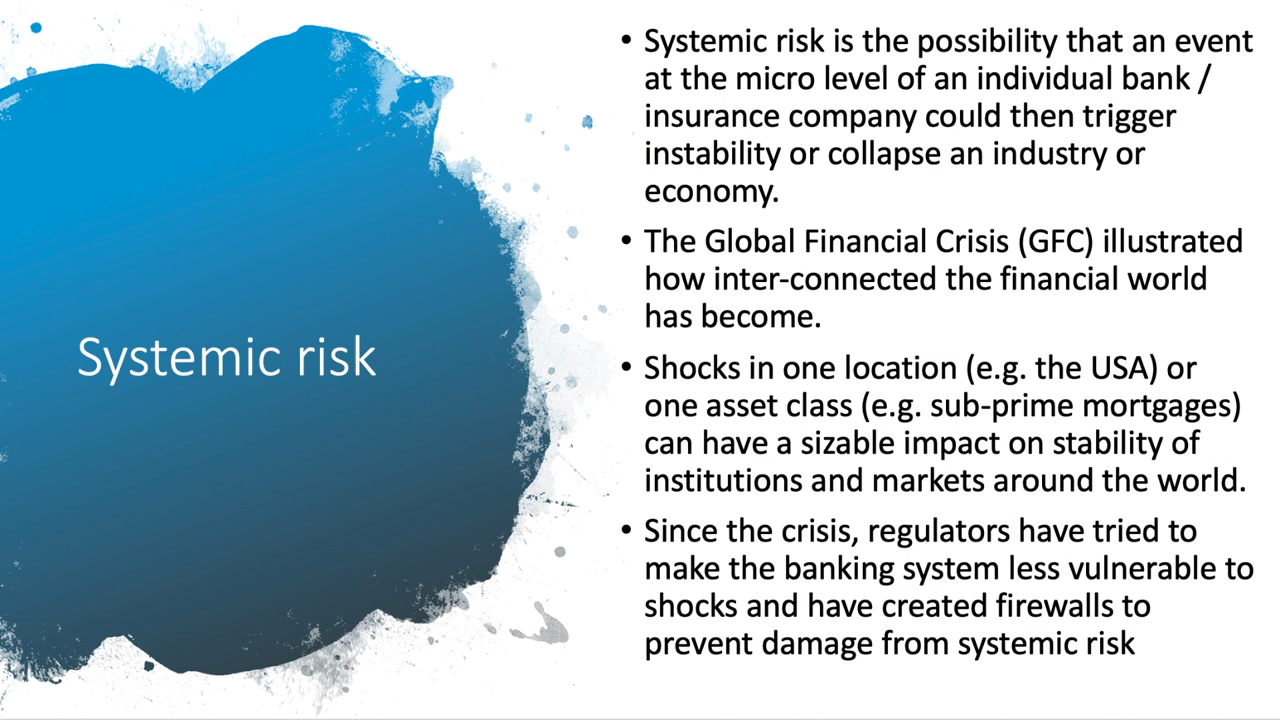 Systemic risk
• Systemic risk is the possibility that an event
at the micro level of an individual bank /
insurance company could then trigger
instability or collapse an industry or
economy.
• The Global Financial Crisis (GFC) illustrated
how inter-connected the financial world
has become.
• Shocks in one location (e.g. the USA) or
one asset class (e.g. sub-prime mortgages)
can have a sizable impact on stability of
institutions and markets around the world.
• Since the crisis, regulators have tried to
make the banking system less vulnerable to
shocks and have created firewalls to
prevent damage from systemic risk